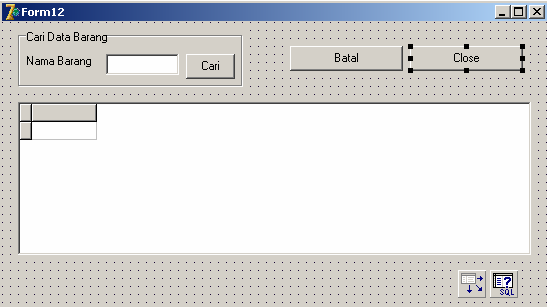 Form12
Cari Data Barang
Nama Barang
Cari
Batal
Close
SQL